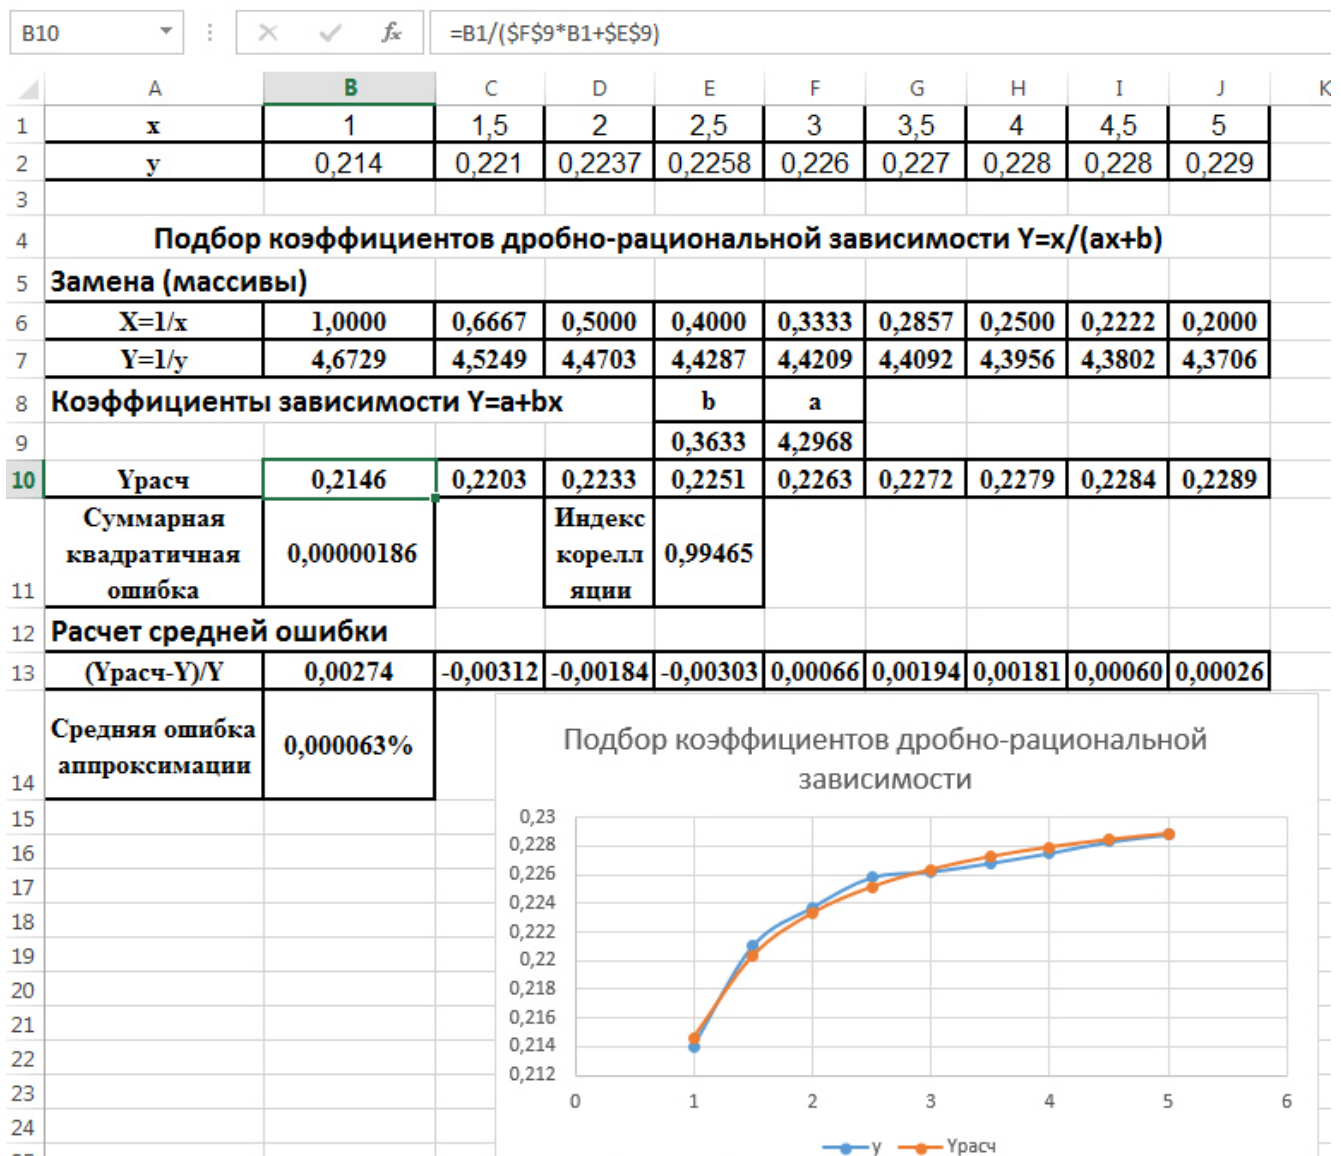 B10 fx =B1/($F$9*B1+$E$9)
A B C D E F G H I J K
1 x 1 1,5 2 2,5 3 3,5 4 4,5 5
2 y 0,214 0,221 0,2237 0,2258 0,226 0,227 0,228 0,228 0,229
3
4 Подбор коэффициентов дробно-рациональной зависимости Y=x/(ax+b)
5 Замена (массивы)
6 X=1/x 1,0000 0,6667 0,5000 0,4000 0,3333 0,2857 0,2500 0,2222 0,2000
7 Y=1/y 4,6729 4,5249 4,4703 4,4287 4,4209 4,4092 4,3956 4,3802 4,3706
8 Коэффициенты зависимости Y=a+bx b a
9 0,3633 4,2968
10 Yрасч 0,2146 0,2203 0,2233 0,2251 0,2263 0,2272 0,2279 0,2284 0,2289
Суммарная
квадратичная
ошибка
0,00000186
Индекс
корелл
яции
0,99465
11
12 Расчет средней ошибки
13 (Yрасч-Y)/Y 0,00274 -0,00312 -0,00184 -0,00303 0,00066 0,00194 0,00181 0,00060 0,00026
Средняя ошибка
аппроксимации
0,000063%
14
15
16
17
18
19
20
21
22
23
24
Подбор коэффициентов дробно-рациональной
зависимости
0,23
0,228
0,226
0,224
0,222
0,22
0,218
0,216
0,214
0,212
0 1 2 3 4 5 6
y Yрасч